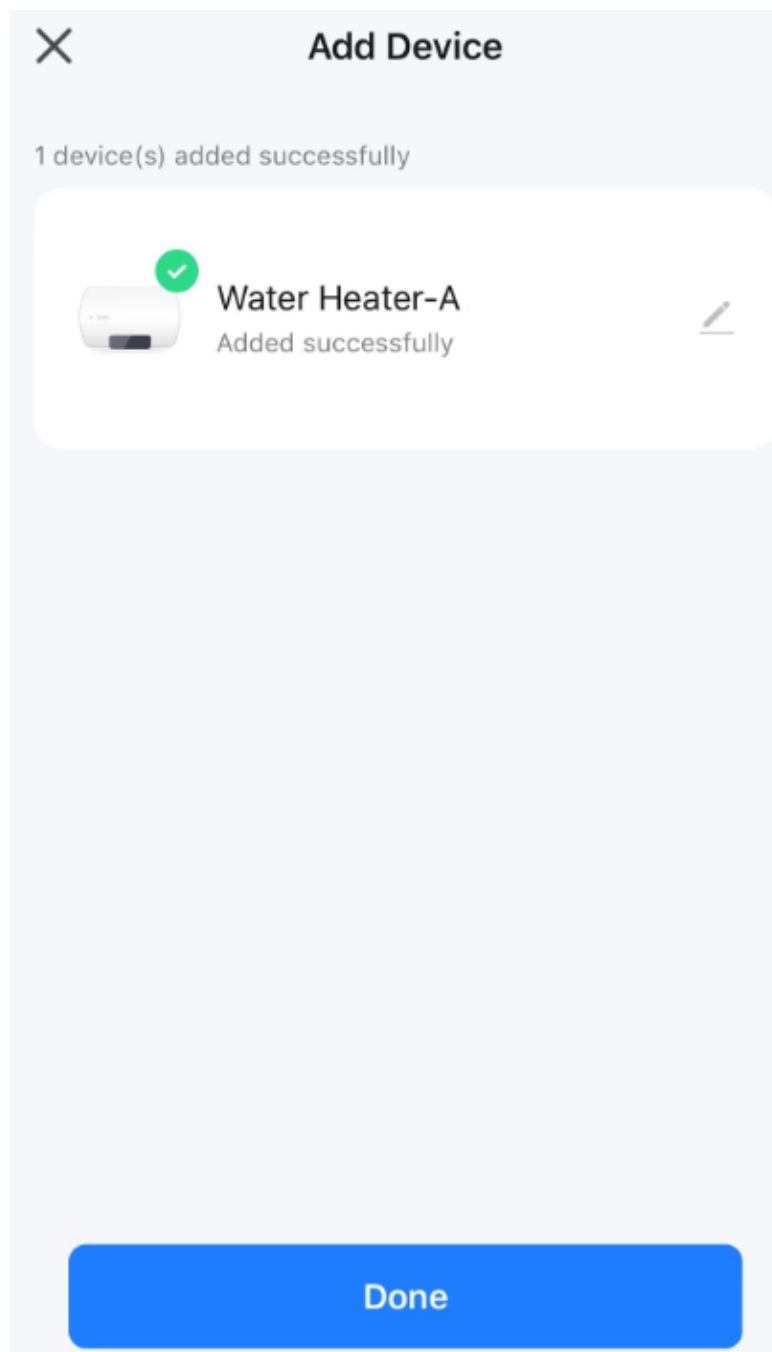 Add Device
1 device(s) added successfully
Water Heater-A
Added successfully
Done